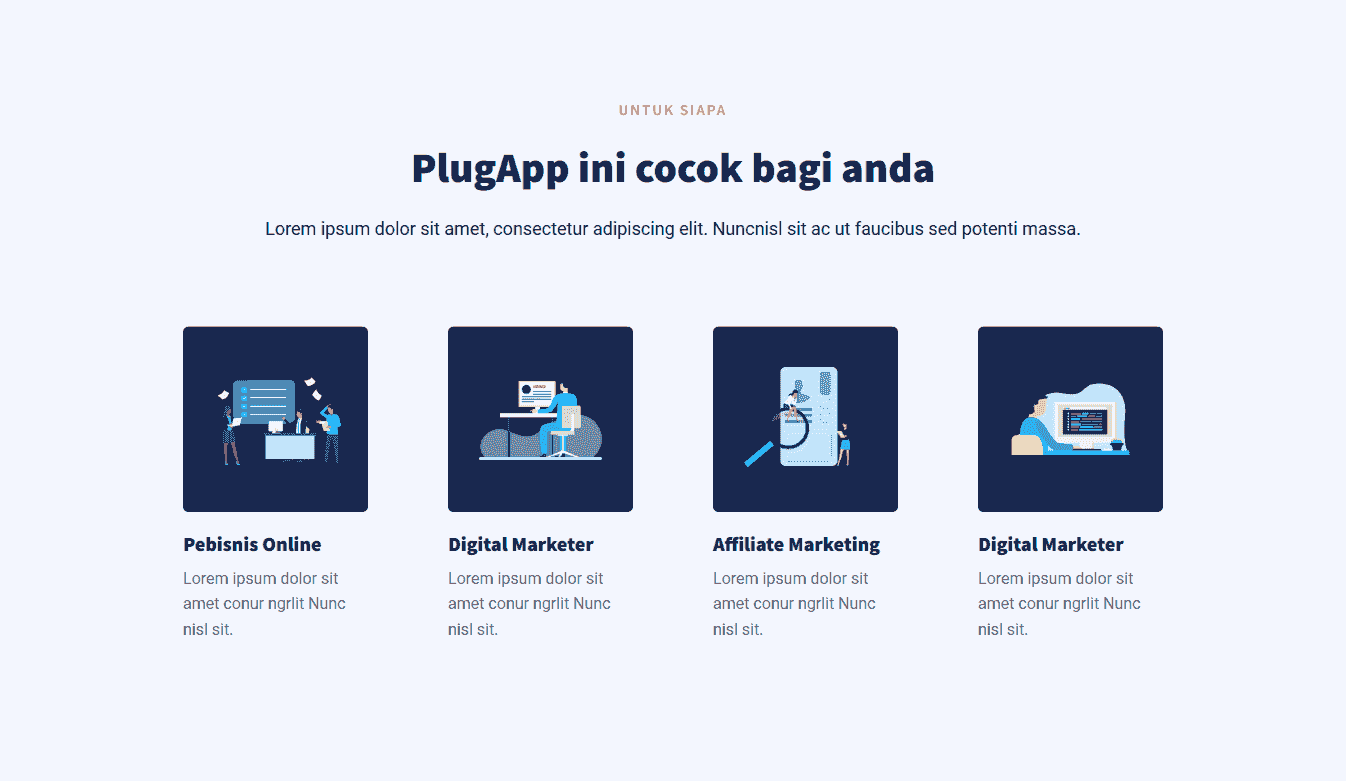 UNTUK SIAPA
PlugApp ini cocok bagi anda
Lorem ipsum dolor sit amet, consectetur adipiscing elit. Nuncnisl sit ac ut faucibus sed potenti massa.
Pebisnis Online
Lorem ipsum dolor sit
amet conur ngrlit Nunc
nisl sit.
Digital Marketer
Lorem ipsum dolor sit
amet conur ngrlit Nunc
nisl sit.
Affiliate Marketing
Lorem ipsum dolor sit
amet conur ngrlit Nunc
nisl sit.
Digital Marketer
Lorem ipsum dolor sit
amet conur ngrlit Nunc
nisl sit.